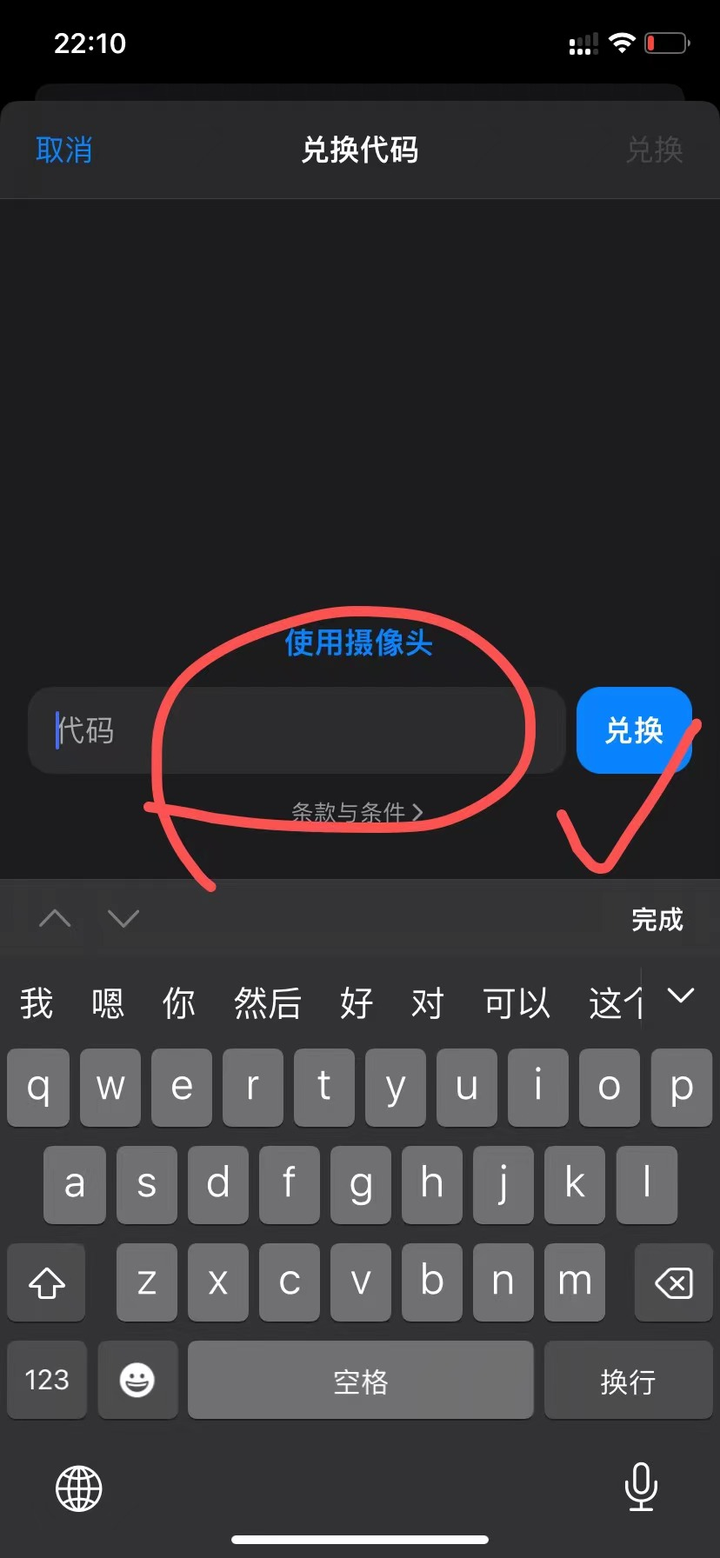 22:10
取消 兑换代码 兑换
使用摄像头
代码 兑换
条款与条件
完成
我 嗯 你 然后 好 对 可以 这个
q w e r t y u i o p
a s d f g h j k l
z x c v b n m
123 空格 换行